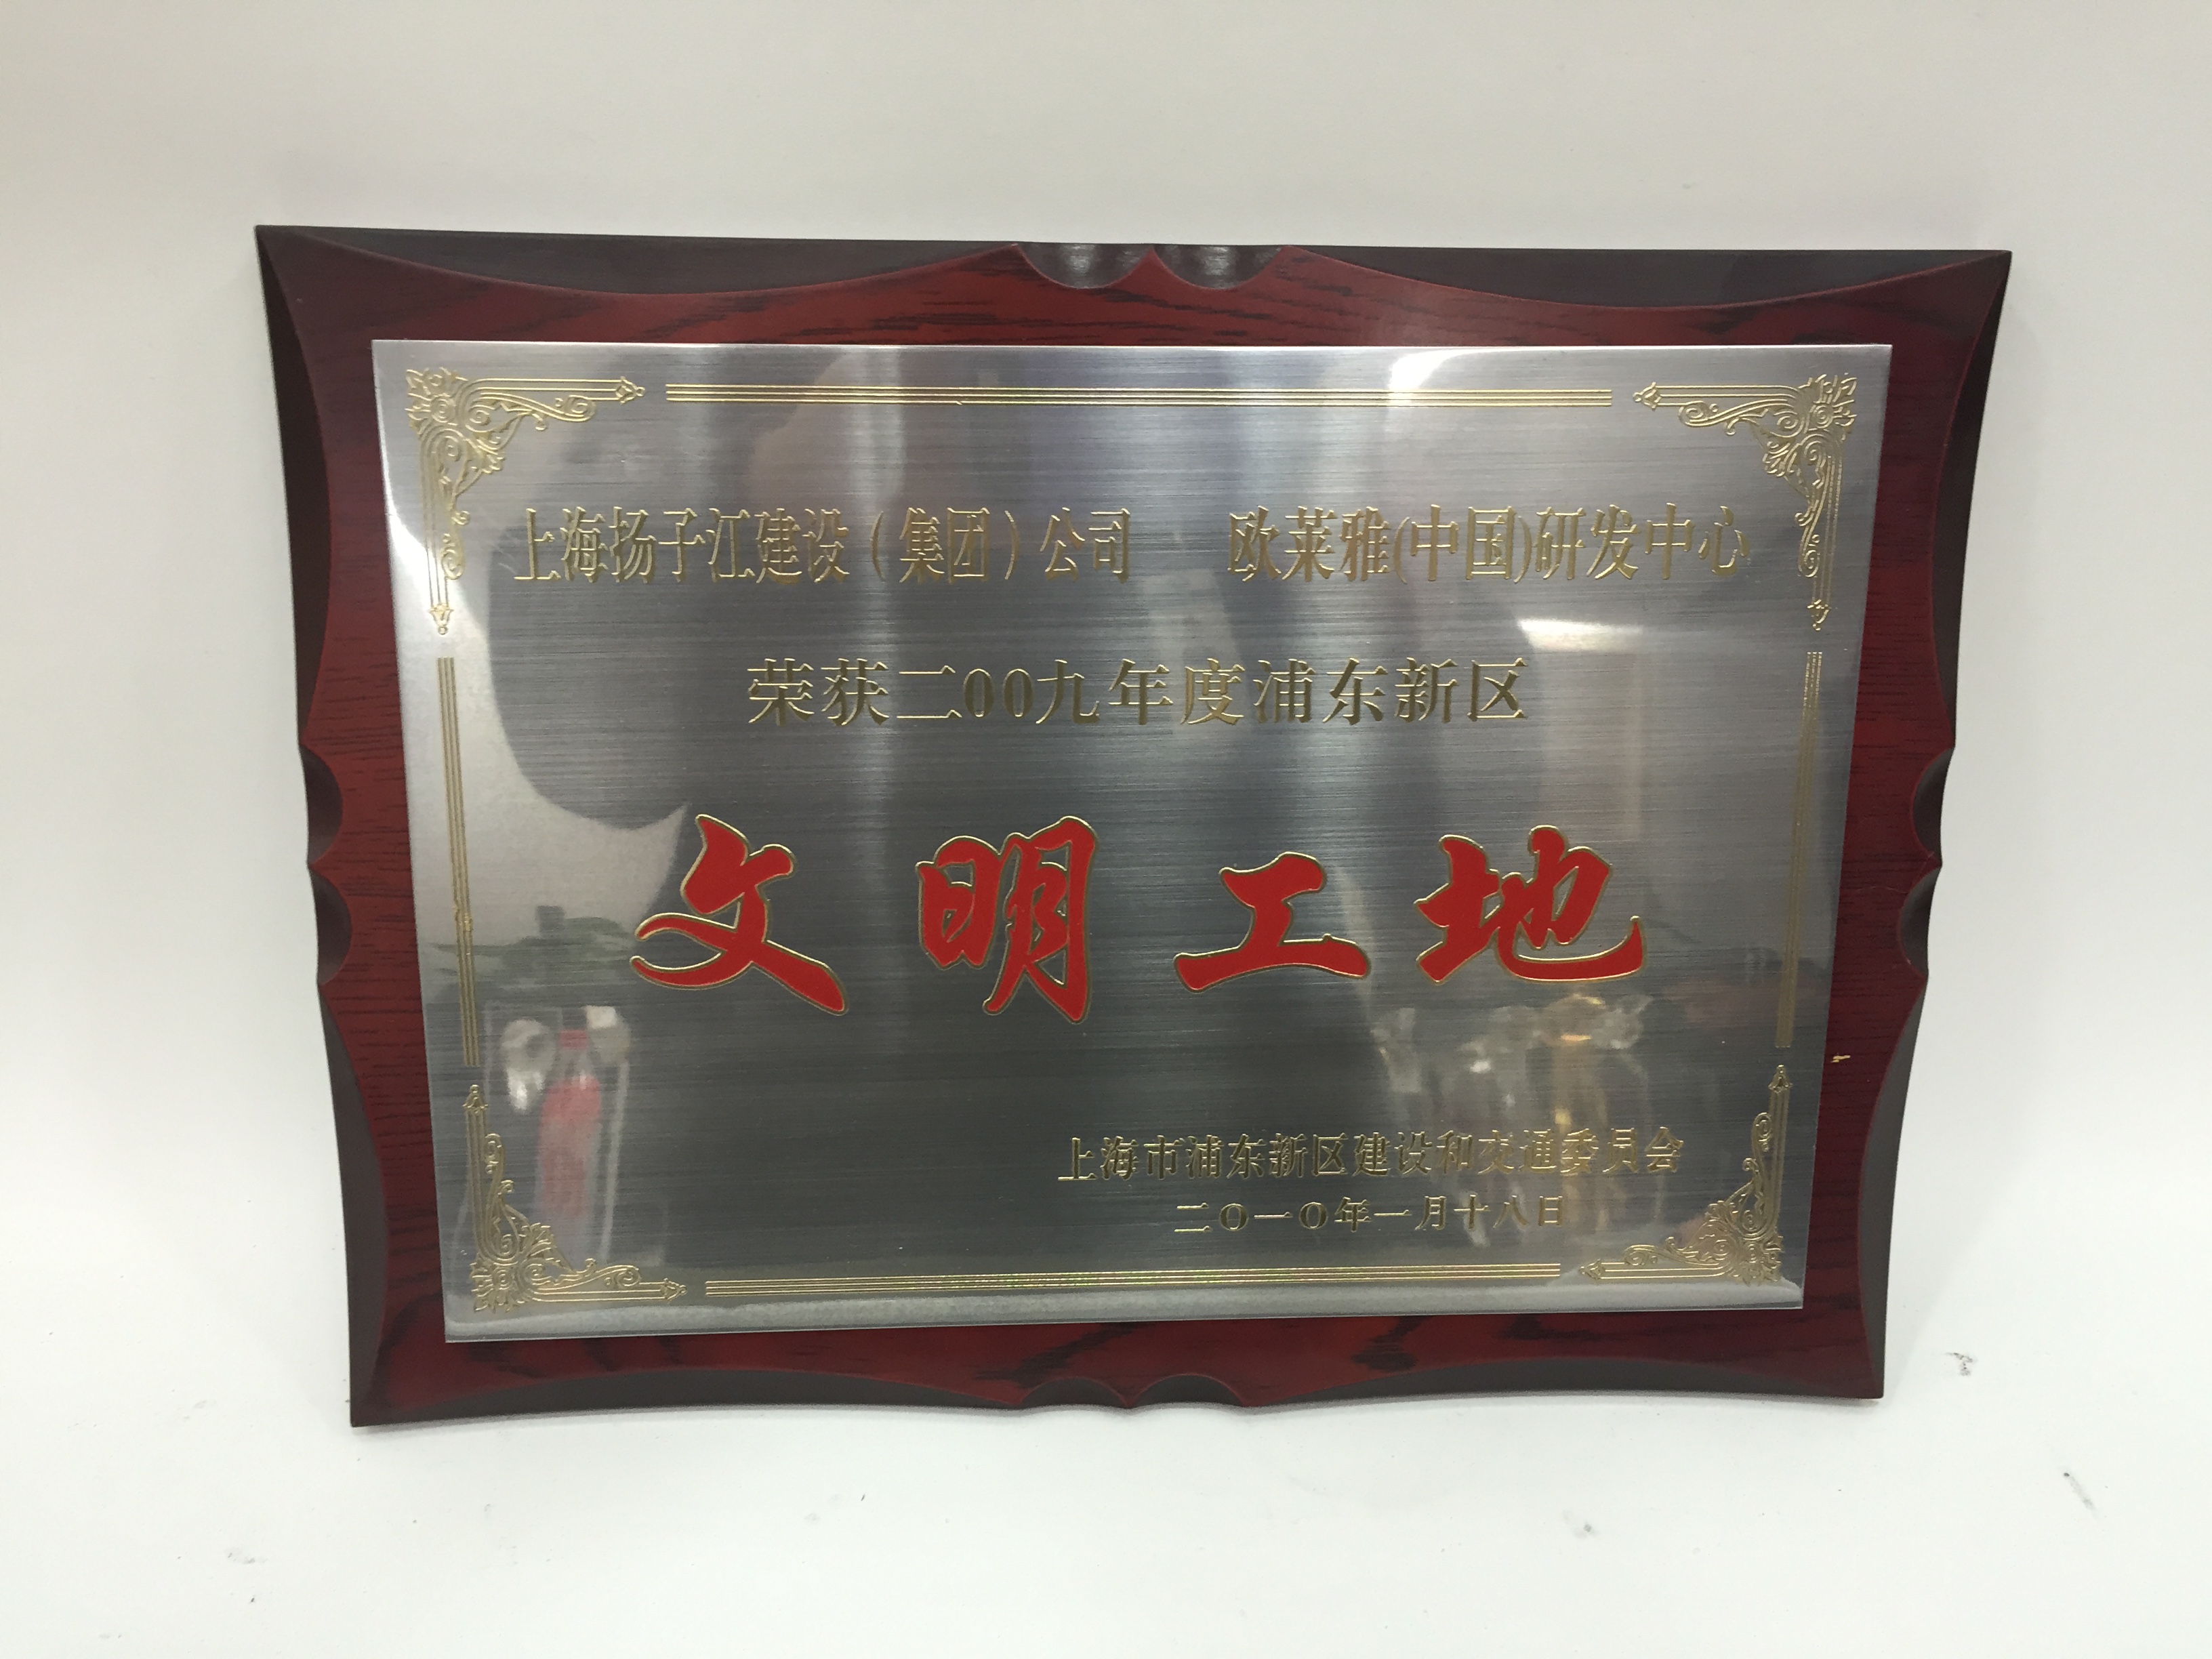 上海扬子江建设（集团）公司 欧莱雅(中国)研发中心
荣获二00九年度浦东新区
文明工地
上海市浦东新区建设和交通委员会
二O一O年一月十八日